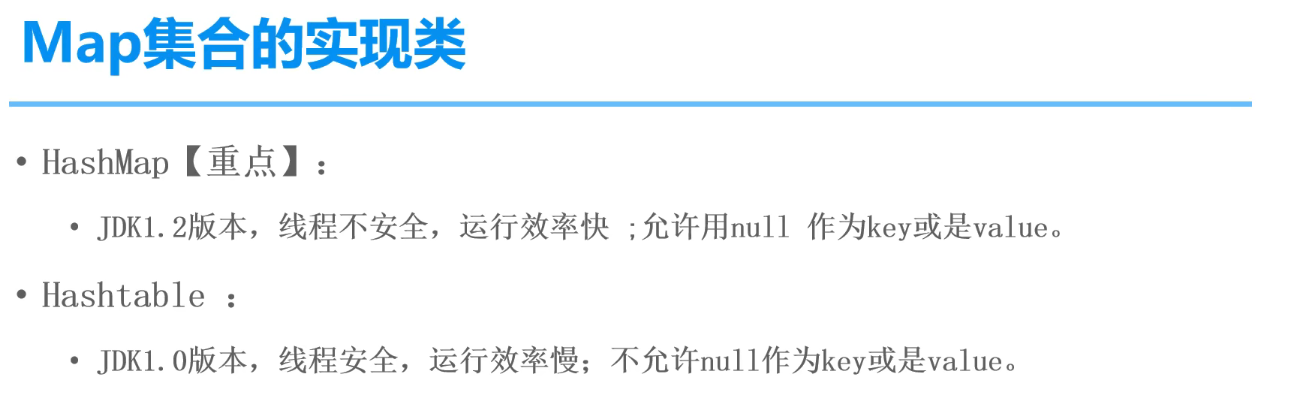 Map集合的实现类
• HashMap【重点】：
• JDK1.2版本，线程不安全，运行效率快 ;允许用null 作为key或是value。
• Hashtable ：
• JDK1.0版本，线程安全，运行效率慢；不允许null作为key或是value。